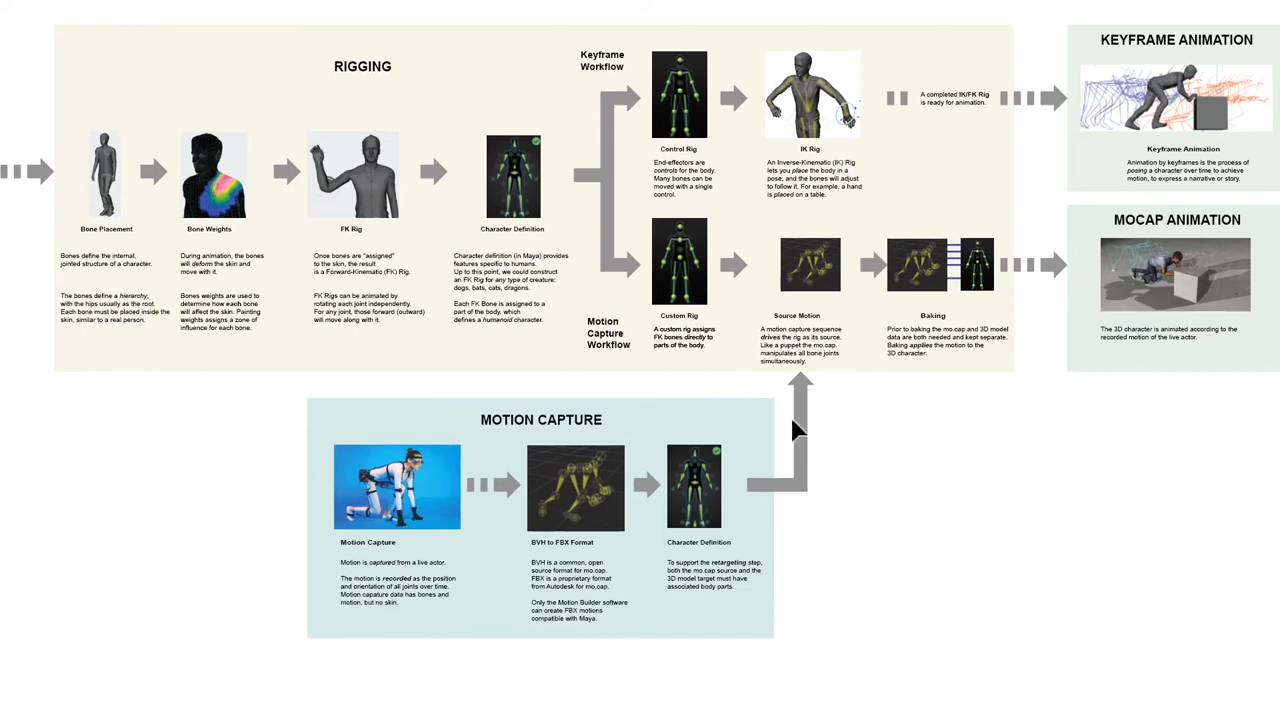 RIGGING
Keyframe
Workflow
Bone Placement
Bones define the internal,
jointed structure of a character.
The bones define a hierarchy,
with the hips usually as the root.
Each bone must be placed inside the
skin, similar to a real person.
Bone Weights
During animation, the bones
will deform the skin and
move with it.
Bones weights are used to
determine how each bone
will affect the skin. Painting
weights assigns a zone of
influence for each bone.
FK Rig
Once bones are "assigned"
to the skin, the result
is a Forward-Kinematic (FK) Rig.
FK Rigs can be animated by
rotating each joint independently.
For any joint, those forward (outward)
will move along with it.
Character Definition
Character definition (in Maya) provides
features specific to humans.
Up to this point, we could construct
an FK Rig for any type of creature:
dogs, bats, cats, dragons.
Each FK Bone is assigned to a
part of the body, which
defines a humanoid character.
Control Rig
End-effectors are
controls for the body.
Many bones can be
moved with a single
control.
IK Rig
An Inverse-Kinematic (IK) Rig
lets you place the body in a
pose, and the bones will adjust
to follow it. For example, a hand
is placed on a table.
A completed IK/FK Rig
is ready for animation.
Motion
Capture
Workflow
Custom Rig
A custom rig assigns
FK bones directly to
parts of the body.
Source Motion
A motion capture sequence
drives the rig as its source.
Like a puppet the mo.cap.
manipulates all bone joints
simultaneously.
Baking
Prior to baking the mo.cap and 3D model
data are both needed and kept separate.
Baking applies the motion to the
3D character.
KEYFRAME ANIMATION
Keyframe Animation
Animation by keyframes is the process of
posing a character over time to achieve
motion, to express a narrative or story.
MOCAP ANIMATION
The 3D character is animated according to the
recorded motion of the live actor.
MOTION CAPTURE
Motion Capture
Motion is captured from a live actor.
The motion is recorded as the position
and orientation of all joints over time.
Motion capature data has bones and
motion, but no skin.
BVH to FBX Format
BVH is a common, open
source format for mo.cap.
FBX is a proprietary format
from Autodesk for mo.cap.
Only the Motion Builder software
can create FBX motions
compatible with Maya.
Character Definition
To support the retargeting step,
both the mo.cap source and the
3D model target must have
associated body parts.